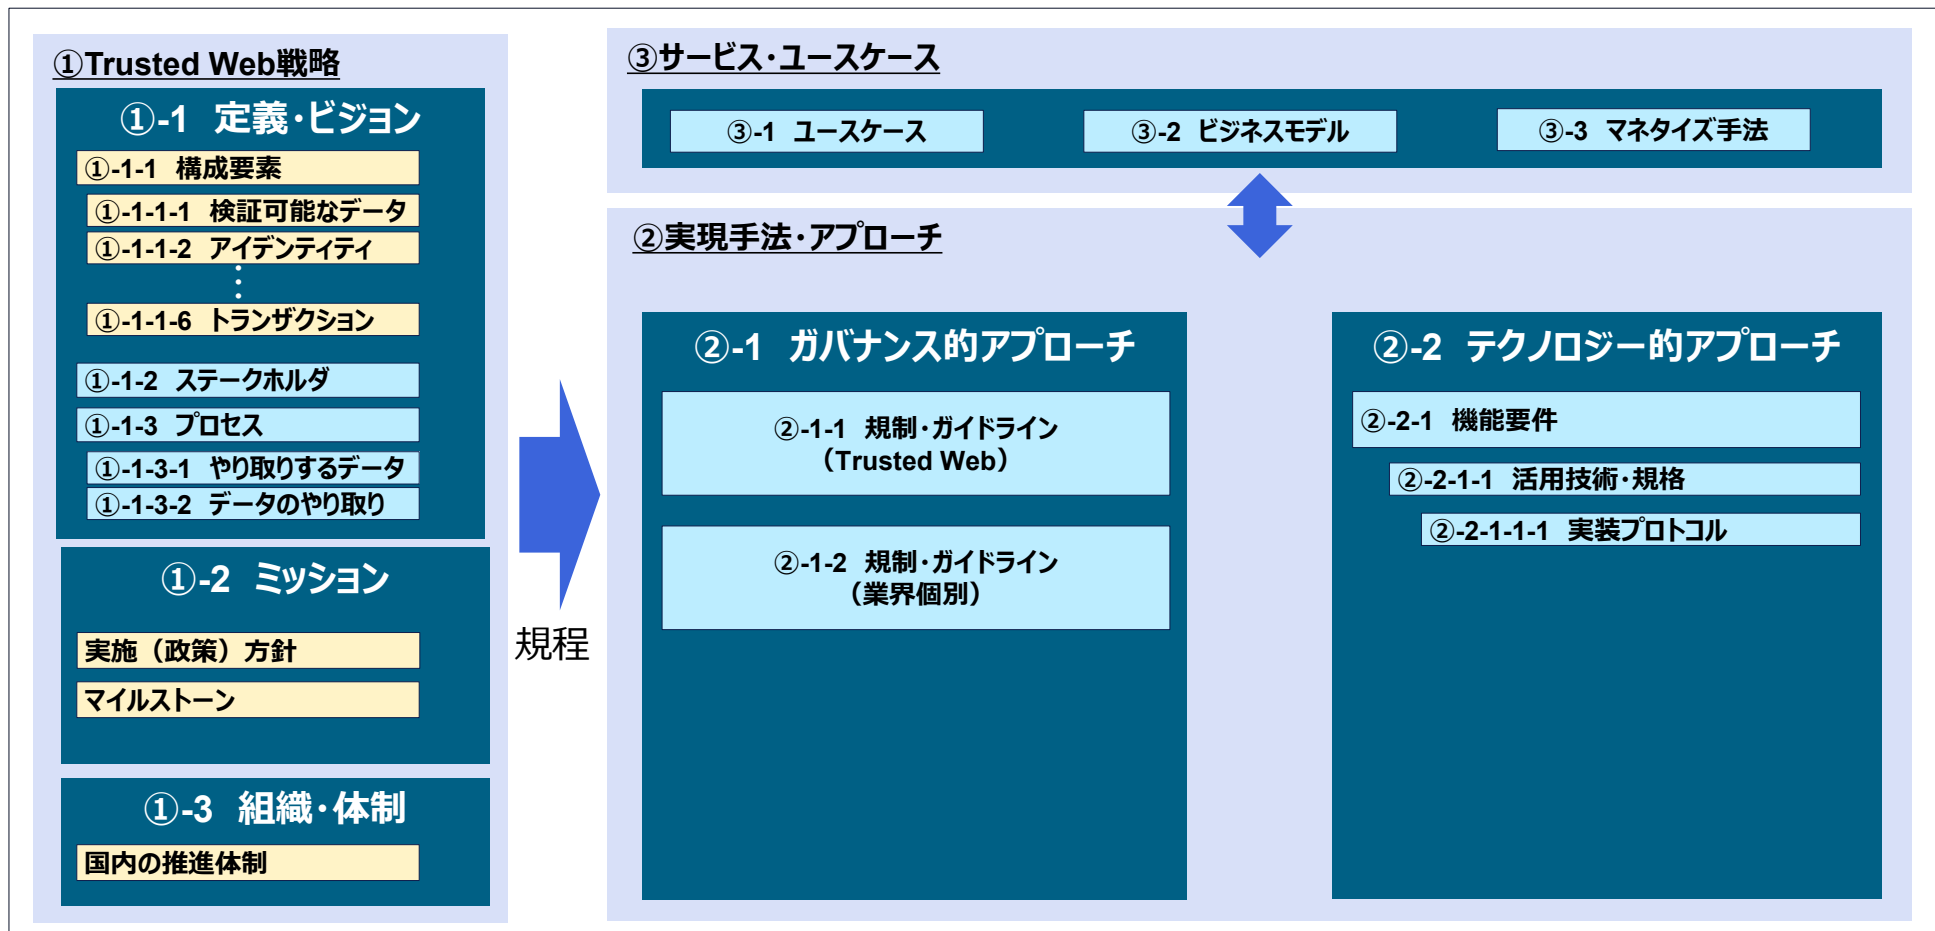 ①Trusted Web戦略
①-1 定義・ビジョン
①-1-1 構成要素
①-1-1-1 検証可能なデータ
①-1-1-2 アイデンティティ
⋮
①-1-1-6 トランザクション
①-1-2 ステークホルダ
①-1-3 プロセス
①-1-3-1 やり取りするデータ
①-1-3-2 データのやり取り
①-2 ミッション
実施（政策）方針
マイルストーン
①-3 組織・体制
国内の推進体制
規程
③サービス・ユースケース
③-1 ユースケース
③-2 ビジネスモデル
③-3 マネタイズ手法
②実現手法・アプローチ
②-1 ガバナンス的アプローチ
②-1-1 規制・ガイドライン
（Trusted Web）
②-1-2 規制・ガイドライン
（業界個別）
②-2 テクノロジー的アプローチ
②-2-1 機能要件
②-2-1-1 活用技術・規格
②-2-1-1-1 実装プロトコル